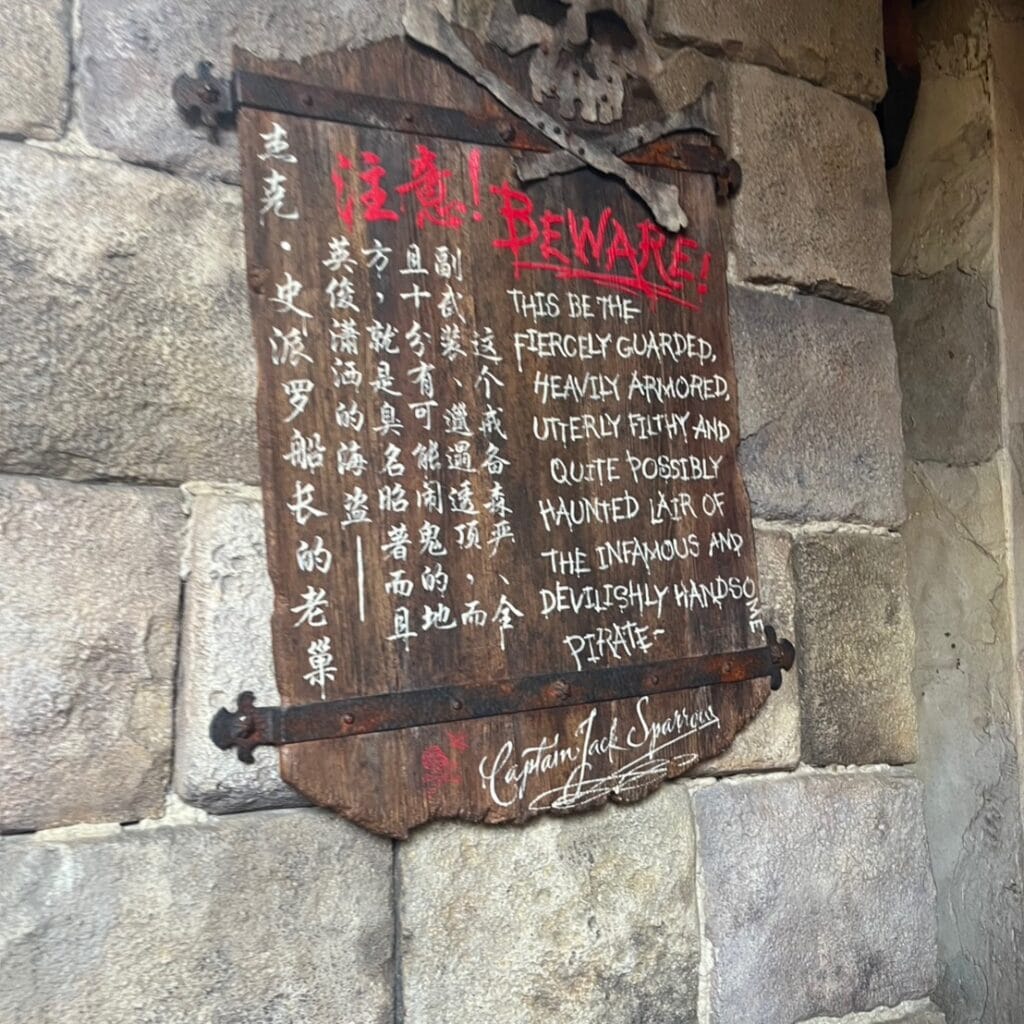 注意!
这个戒备森严、全
副武装、邋遢透顶，而
且十分有可能闹鬼的地
方，就是臭名昭著而且
英俊潇洒的海盗——
杰克·史派罗船长的老巢
BEWARE!
THIS BE THE
FIERCELY GUARDED,
HEAVILY ARMORED,
UTTERLY FILTHY AND
QUITE POSSIBLY
HAUNTED LAIR OF
THE INFAMOUS AND
DEVILISHLY HANDSOME
PIRATE-
Captain Jack Sparrow